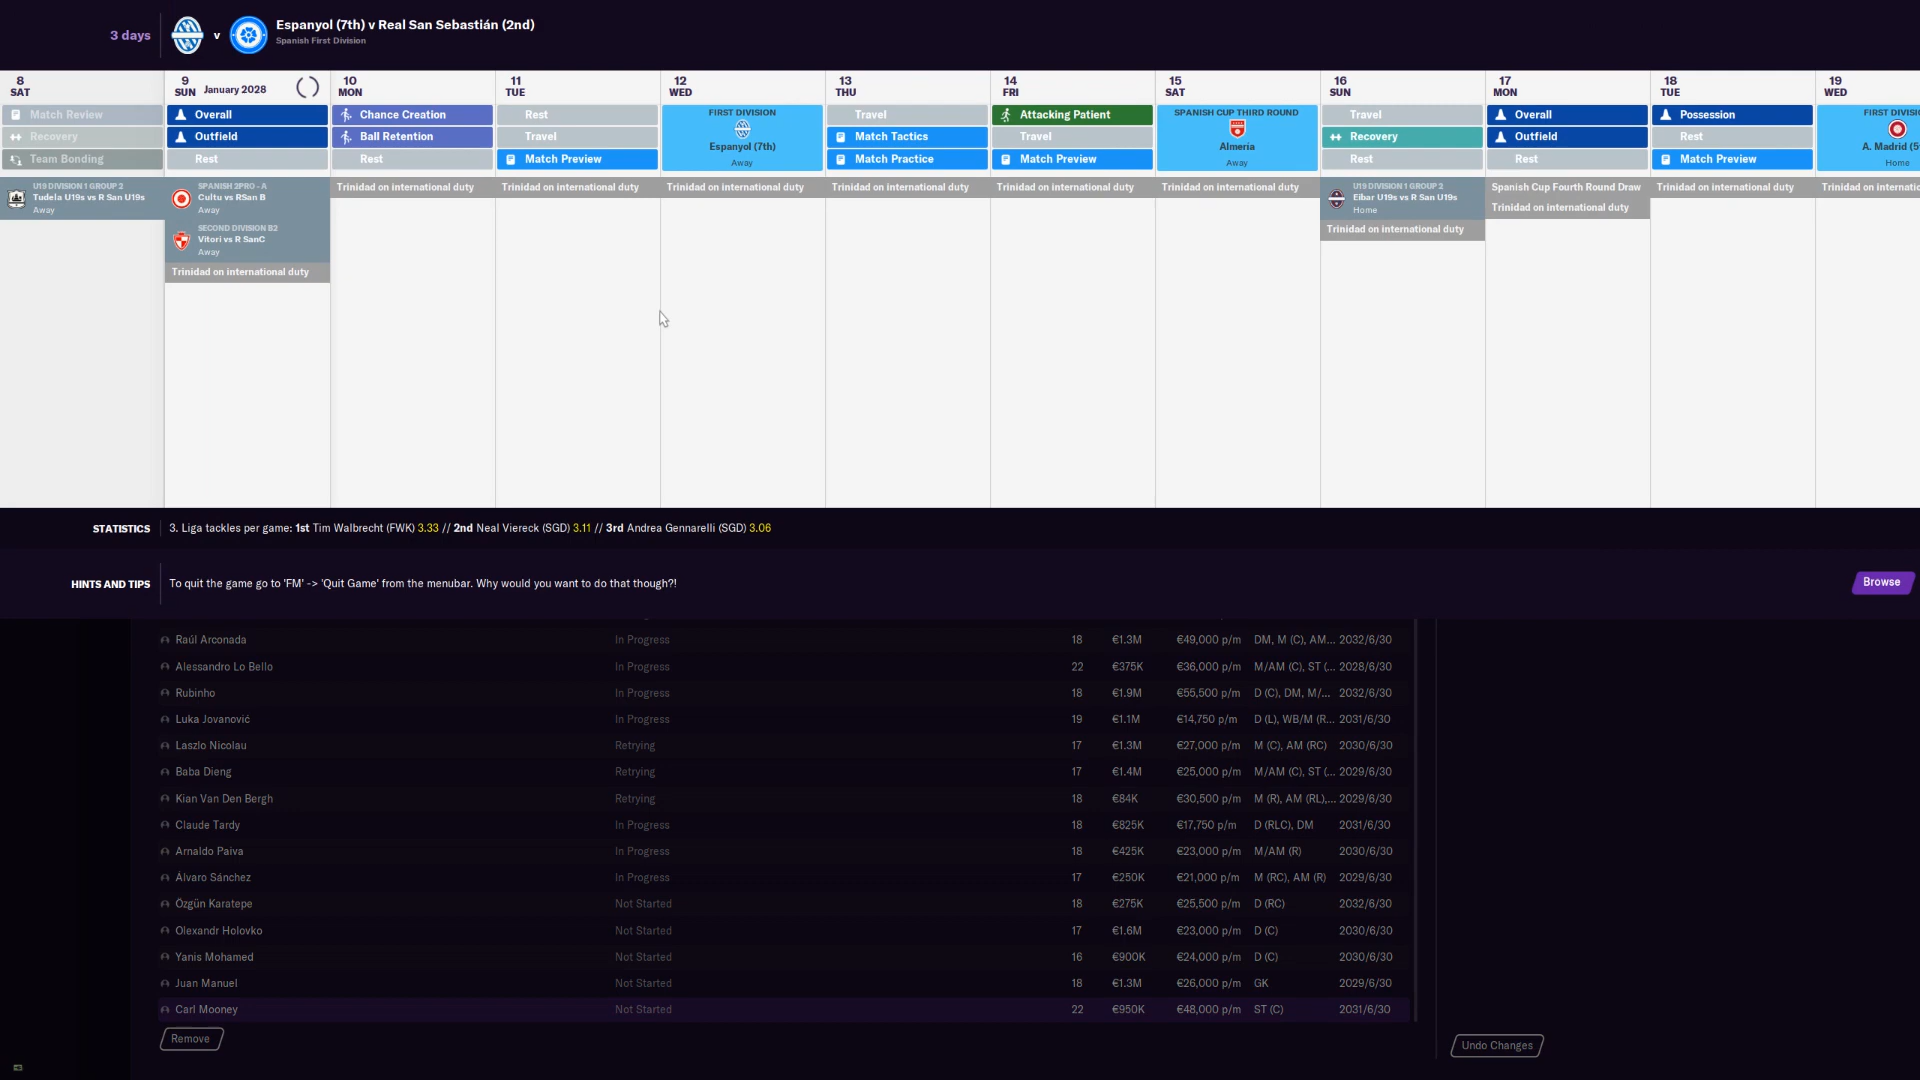 3 days
v
Espanyol (7th) v Real San Sebastián (2nd)
Spanish First Division
8
SAT
9
SUN January 2028
10
MON
11
TUE
12
WED
13
THU
14
FRI
15
SAT
16
SUN
17
MON
18
TUE
19
WED
Match Review
Recovery
Team Bonding
Overall
Outfield
Rest
Chance Creation
Ball Retention
Rest
Rest
Travel
Match Preview
FIRST DIVISION
Espanyol (7th)
Away
Travel
Match Tactics
Match Practice
Attacking Patient
Travel
Match Preview
SPANISH CUP THIRD ROUND
Almería
Away
Travel
Recovery
Rest
Overall
Outfield
Rest
Possession
Rest
Match Preview
FIRST DIVISIO
A. Madrid (5
Home
U19 DIVISION 1 GROUP 2
Tudela U19s vs R San U19s
Away
SPANISH 2PRO - A
Cultu vs RSan B
Away
SECOND DIVISION B2
Vitori vs R SanC
Away
Trinidad on international duty
Trinidad on international duty
Trinidad on international duty
Trinidad on international duty
Trinidad on international duty
Trinidad on international duty
Trinidad on international duty
U19 DIVISION 1 GROUP 2
Eibar U19s vs R San U19s
Home
Trinidad on international duty
Spanish Cup Fourth Round Draw
Trinidad on international duty
Trinidad on international duty
Trinidad on internatio
STATISTICS
3. Liga tackles per game: 1st Tim Walbrecht (FWK) 3.33 // 2nd Neal Viereck (SGD) 3.11 // 3rd Andrea Gennarelli (SGD) 3.06
HINTS AND TIPS
To quit the game go to 'FM' -> 'Quit Game' from the menubar. Why would you want to do that though?!
Browse
Raúl Arconada In Progress 18 €1.3M €49,000 p/m DM, M (C), AM... 2032/6/30
Alessandro Lo Bello In Progress 22 €375K €36,000 p/m M/AM (C), ST (... 2028/6/30
Rubinho In Progress 18 €1.9M €55,500 p/m D (C), DM, M/... 2032/6/30
Luka Jovanović In Progress 19 €1.1M €14,750 p/m D (L), WB/M (R... 2031/6/30
Laszlo Nicolau Retrying 17 €1.3M €27,000 p/m M (C), AM (RC) 2030/6/30
Baba Dieng Retrying 17 €1.4M €25,000 p/m M/AM (C), ST (... 2029/6/30
Kian Van Den Bergh Retrying 18 €84K €30,500 p/m M (R), AM (RL),... 2029/6/30
Claude Tardy In Progress 18 €825K €17,750 p/m D (RLC), DM 2031/6/30
Arnaldo Paiva In Progress 18 €425K €23,000 p/m M/AM (R) 2030/6/30
Álvaro Sánchez In Progress 17 €250K €21,000 p/m M (RC), AM (R) 2029/6/30
Özgün Karatepe Not Started 18 €275K €25,500 p/m D (RC) 2032/6/30
Olexandr Holovko Not Started 17 €1.6M €23,000 p/m D (C) 2030/6/30
Yanis Mohamed Not Started 16 €900K €24,000 p/m D (C) 2030/6/30
Juan Manuel Not Started 18 €1.3M €26,000 p/m GK 2029/6/30
Carl Mooney Not Started 22 €950K €48,000 p/m ST (C) 2031/6/30
Remove
Undo Changes